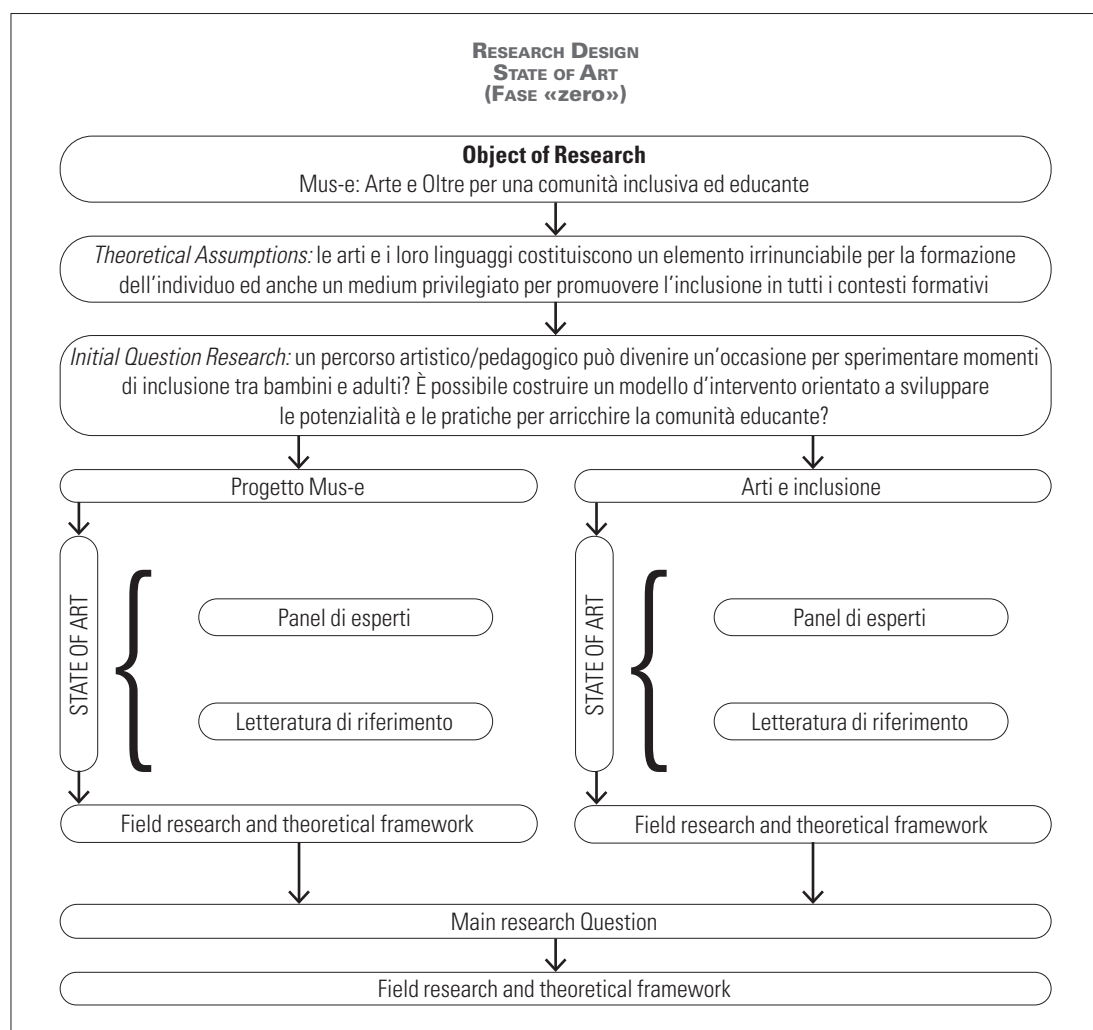 RESEARCH DESIGN
STATE OF ART
(FASE «zero»)
Object of Research
Mus-e: Arte e Oltre per una comunità inclusiva ed educante
Theoretical Assumptions: le arti e i loro linguaggi costituiscono un elemento irrinunciabile per la formazione
dell'individuo ed anche un medium privilegiato per promuovere l'inclusione in tutti i contesti formativi
Initial Question Research: un percorso artistico/pedagogico può divenire un'occasione per sperimentare momenti
di inclusione tra bambini e adulti? È possibile costruire un modello d'intervento orientato a sviluppare
le potenzialità e le pratiche per arricchire la comunità educante?
Progetto Mus-e
STATE OF ART
Panel di esperti
Letteratura di riferimento
Field research and theoretical framework
Arti e inclusione
STATE OF ART
Panel di esperti
Letteratura di riferimento
Field research and theoretical framework
Main research Question
Field research and theoretical framework